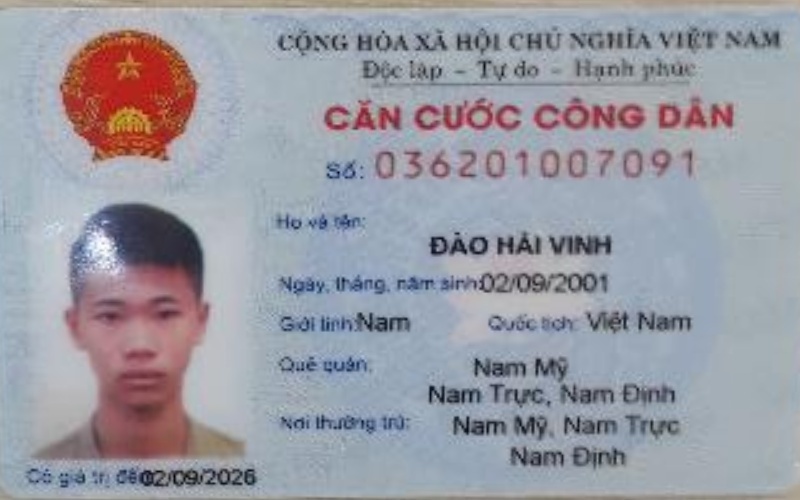 CỘNG HÒA XÃ HỘI CHỦ NGHĨA VIỆT NAM
Độc lập – Tự do – Hạnh phúc
CĂN CƯỚC CÔNG DÂN
Số: 036201007091
Họ và tên:
ĐÀO HẢI VINH
Ngày, tháng, năm sinh: 02/09/2001
Giới tính: Nam Quốc tịch: Việt Nam
Quê quán: Nam Mỹ
Nam Trực, Nam Định
Nơi thường trú: Nam Mỹ, Nam Trực
Nam Định
Có giá trị đến 02/09/2026